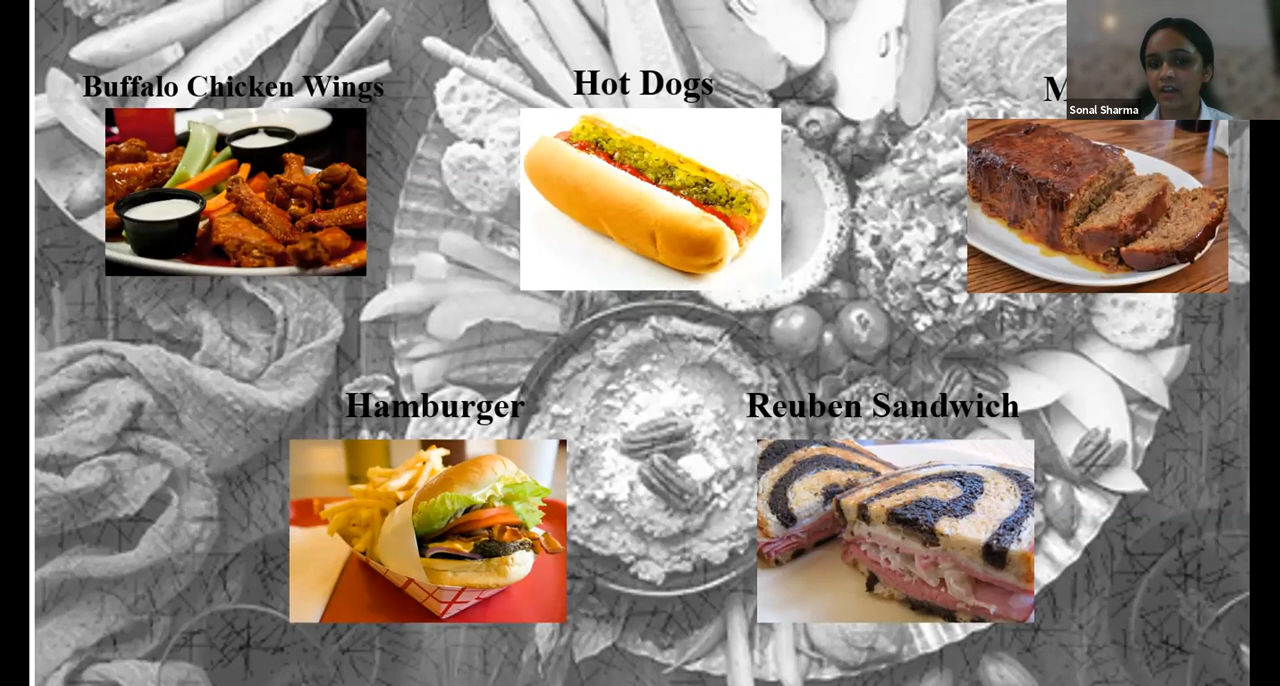 Buffalo Chicken Wings
Hot Dogs
M
Sonal Sharma
Hamburger
Reuben Sandwich